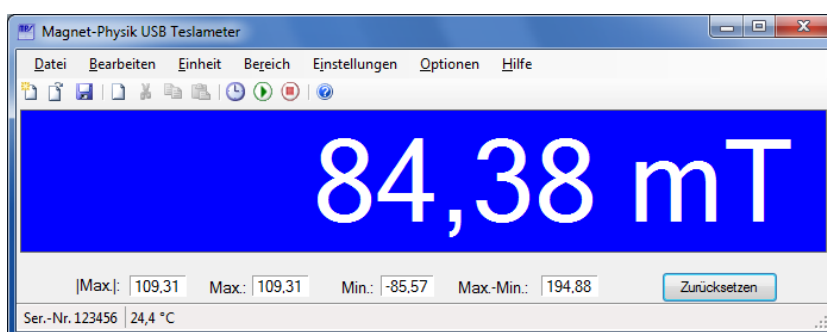 Magnet-Physik USB Teslameter
Datei Bearbeiten Einheit Bereich Einstellungen Optionen Hilfe
84,38 mT
|Max.|: 109,31 Max.: 109,31 Min.: -85,57 Max.-Min.: 194,88 Zurücksetzen
Ser.-Nr. 123456 24,4 °C